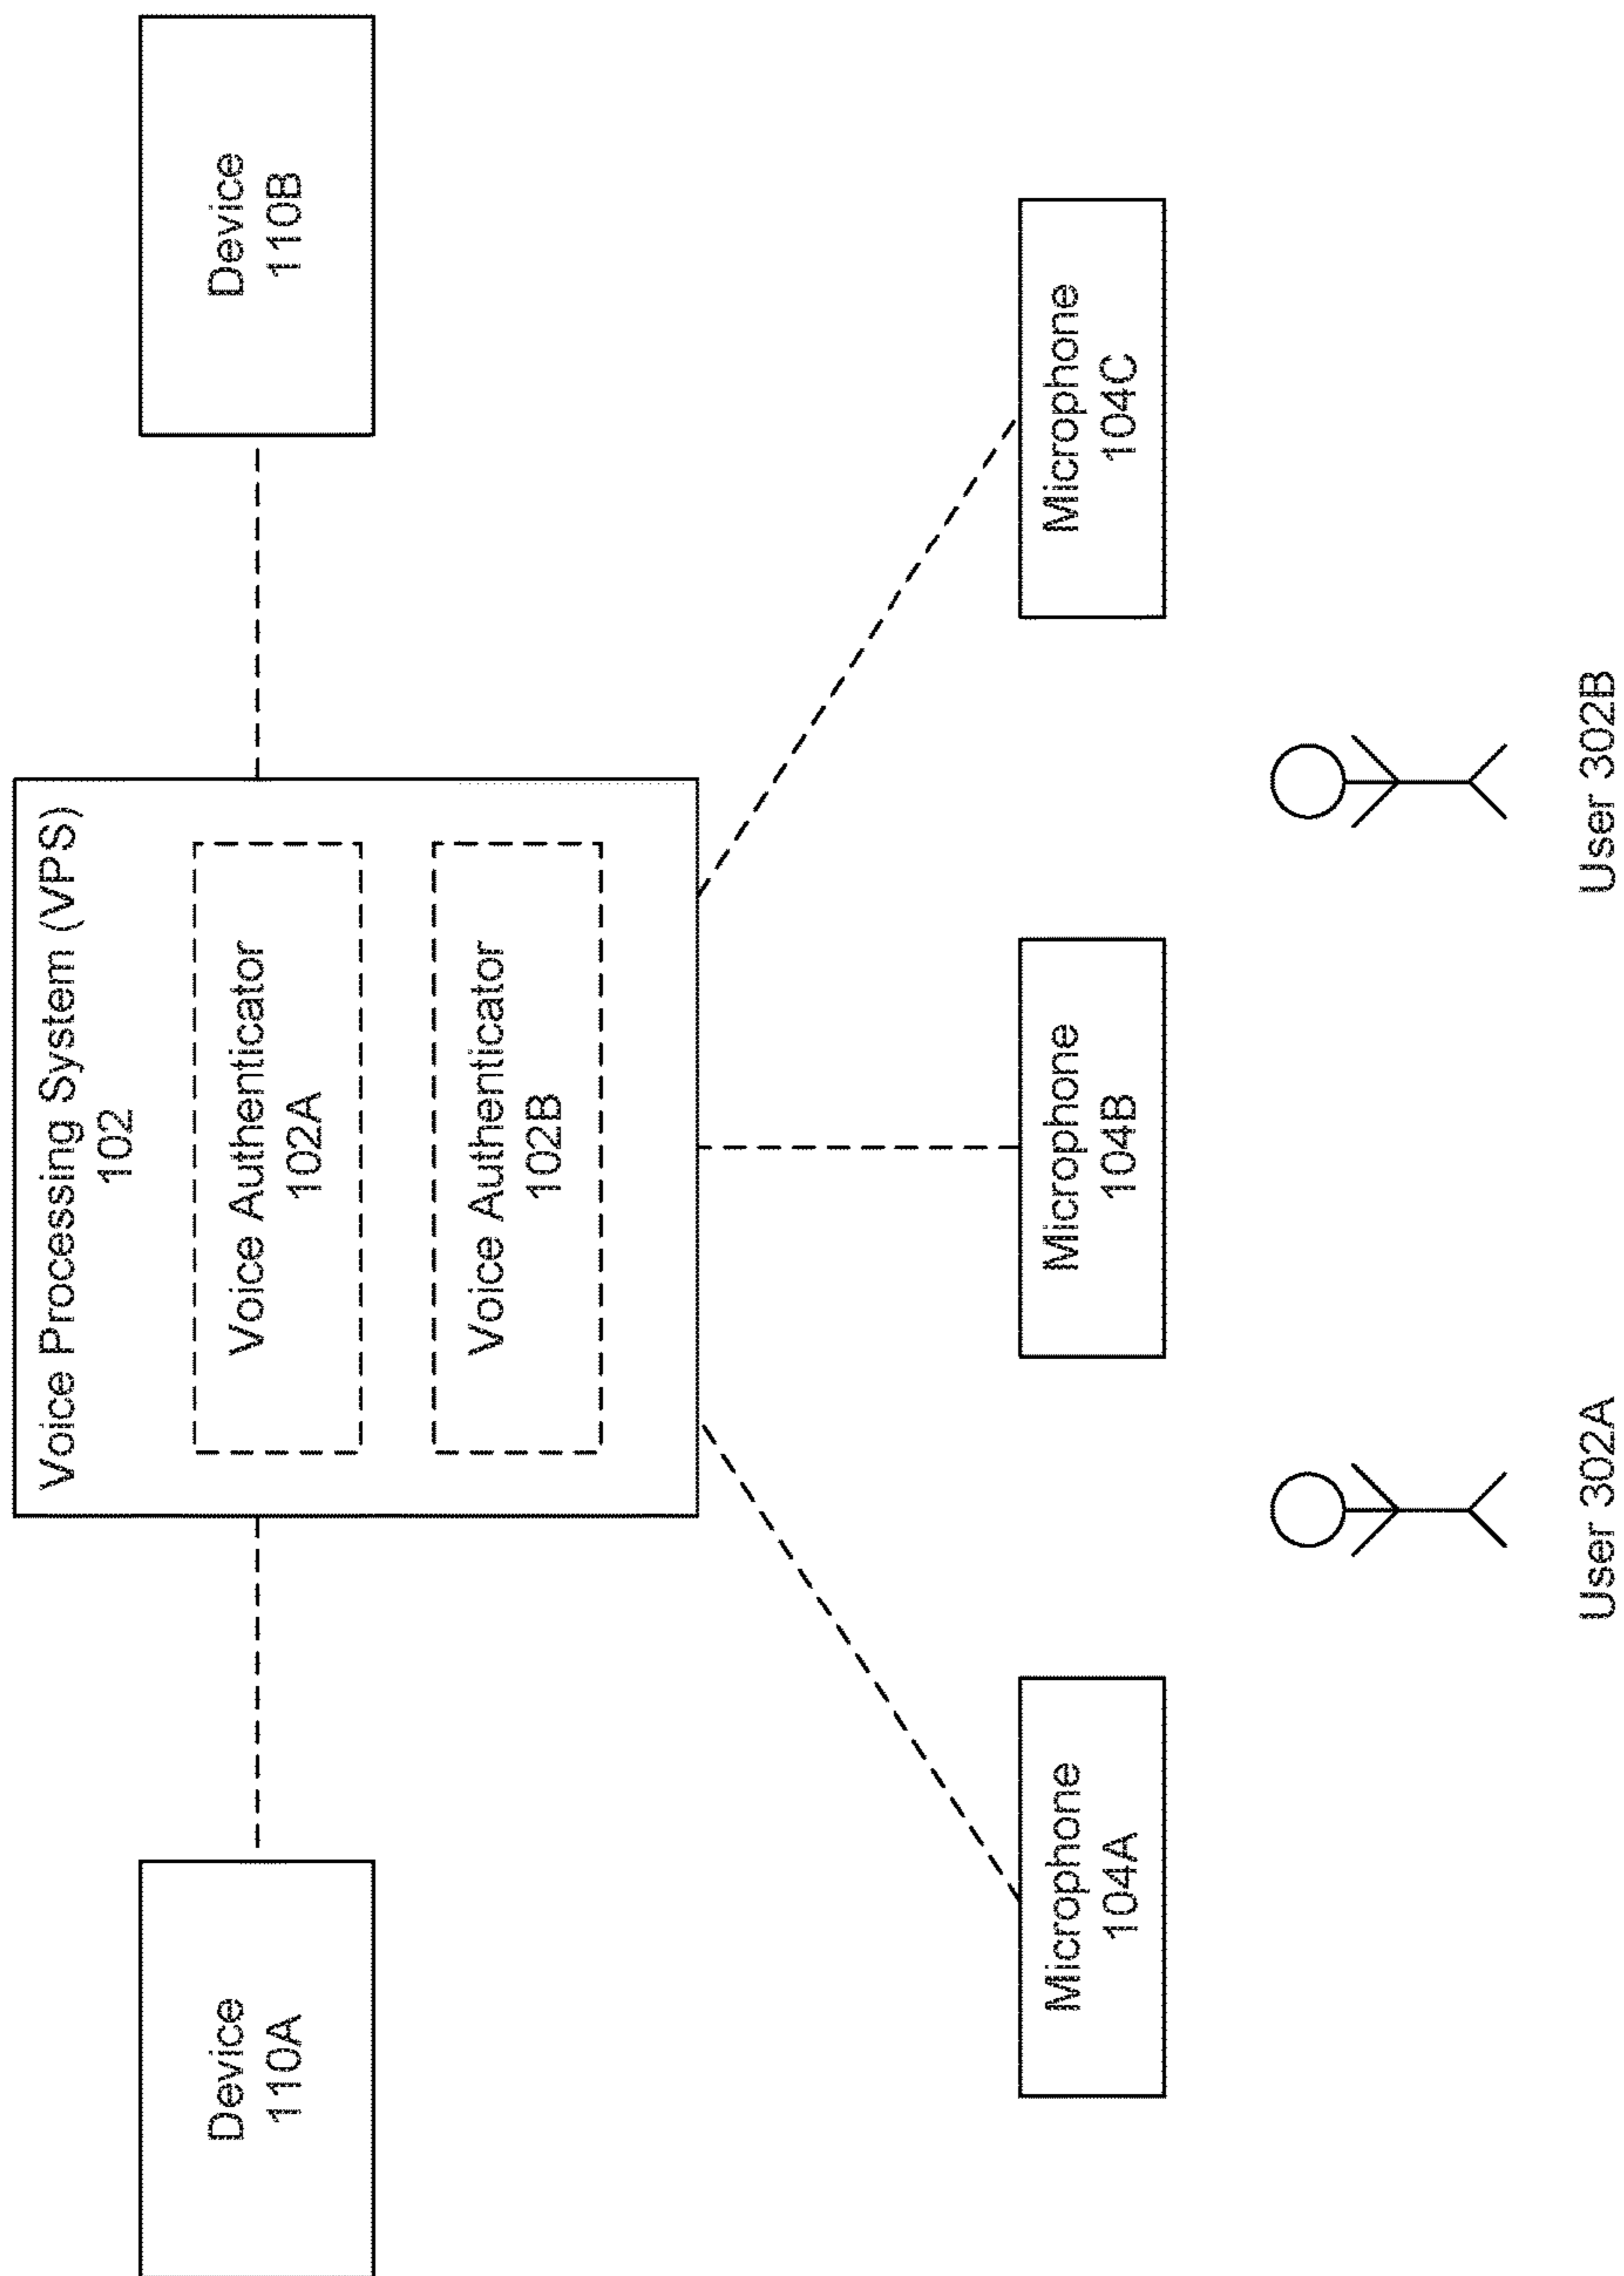 Voice Processing System (VPS)
102
Voice Authenticator
102A
Voice Authenticator
102B
Device
110A
Device
110B
Microphone
104A
Microphone
104B
Microphone
104C
User 302A
User 302B